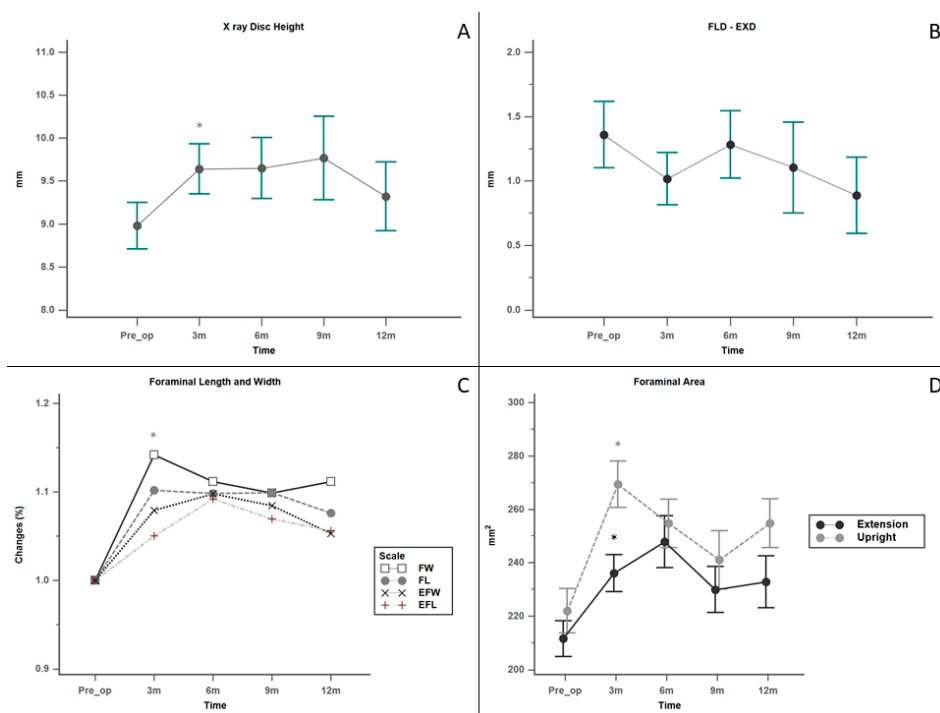 X ray Disc Height
A
11.0
10.5
10.0
9.5
9.0
8.5
8.0
mm
*
Pre_op 3m 6m 9m 12m
Time
FLD - EXD
B
2.0
1.5
1.0
0.5
0.0
mm
Pre_op 3m 6m 9m 12m
Time
Foraminal Length and Width
C
1.2
1.1
1.0
0.9
Changes (%)
*
Scale
FW
FL
EFW
EFL
Pre_op 3m 6m 9m 12m
Time
Foraminal Area
D
300
280
260
240
220
200
mm²
*
*
Extension
Upright
Pre_op 3m 6m 9m 12m
Time